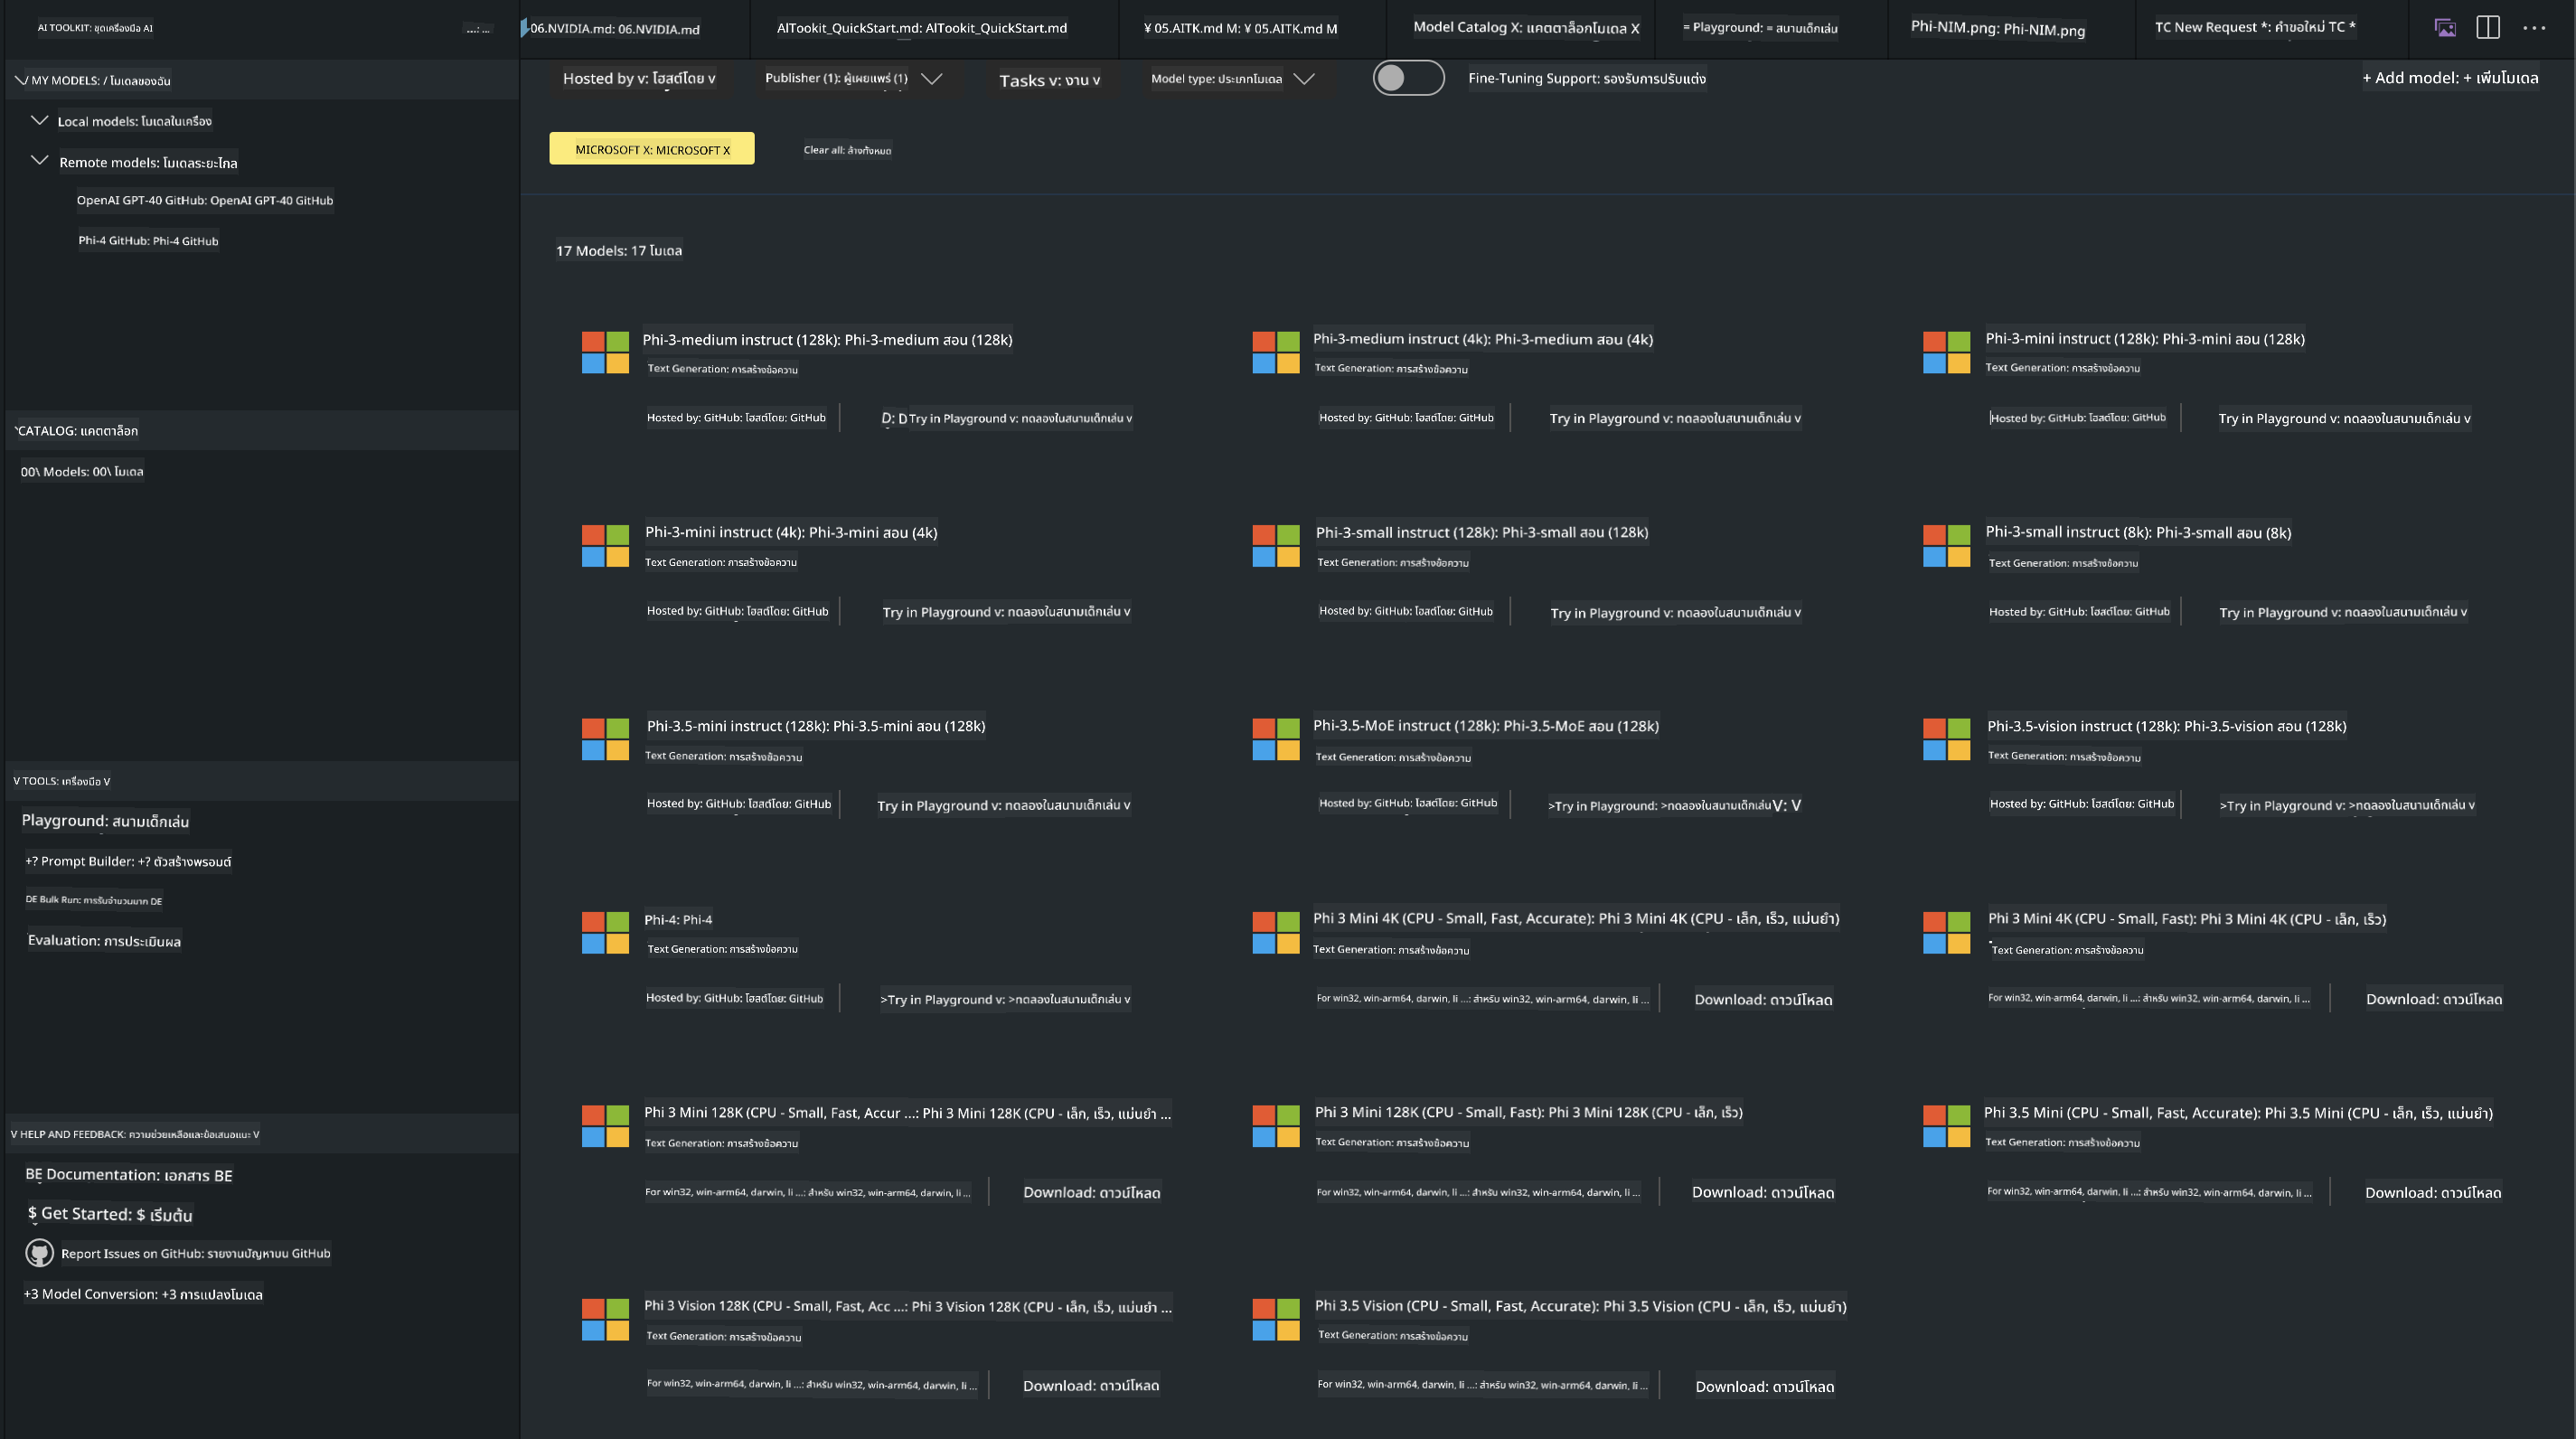 AI TOOLKIT: ชุดเครื่องมือ AI
06.NVIDIA.md: 06.NVIDIA.md
AlTookit_QuickStart.md: AlTookit_QuickStart.md
¥ 05.AITK.md M: ¥ 05.AITK.md M
Model Catalog X: แคตตาล็อกโมเดล X
= Playground: = สนามเด็กเล่น
Phi-NIM.png: Phi-NIM.png
TC New Request *: คำขอใหม่ TC *
MY MODELS: / โมเดลของฉัน
Local models: โมเดลในเครื่อง
Remote models: โมเดลระยะไกล
OpenAI GPT-40 GitHub: OpenAI GPT-40 GitHub
Phi-4 GitHub: Phi-4 GitHub
`CATALOG: แคตตาล็อก
00\ Models: 00\ โมเดล
V TOOLS: เครื่องมือ V
Playground: สนามเด็กเล่น
+? Prompt Builder: +? ตัวสร้างพรอมต์
DE Bulk Run: การรันจำนวนมาก DE
Evaluation: การประเมินผล
V HELP AND FEEDBACK: ความช่วยเหลือและข้อเสนอแนะ V
BE Documentation: เอกสาร BE
$ Get Started: $ เริ่มต้น
Report Issues on GitHub: รายงานปัญหาบน GitHub
+3 Model Conversion: +3 การแปลงโมเดล
Hosted by v: โฮสต์โดย v
Publisher (1): ผู้เผยแพร่ (1)
Tasks v: งาน v
Model type: ประเภทโมเดล
Fine-Tuning Support: รองรับการปรับแต่ง
+ Add model: + เพิ่มโมเดล
MICROSOFT X: MICROSOFT X
Clear all: ล้างทั้งหมด
17 Models: 17 โมเดล
Phi-3-medium instruct (128k): Phi-3-medium สอน (128k)
Text Generation: การสร้างข้อความ
Hosted by: GitHub: โฮสต์โดย: GitHub
D: D Try in Playground v: ทดลองในสนามเด็กเล่น v
Phi-3-medium instruct (4k): Phi-3-medium สอน (4k)
Text Generation: การสร้างข้อความ
Hosted by: GitHub: โฮสต์โดย: GitHub
Try in Playground v: ทดลองในสนามเด็กเล่น v
Phi-3-mini instruct (128k): Phi-3-mini สอน (128k)
Text Generation: การสร้างข้อความ
Hosted by: GitHub: โฮสต์โดย: GitHub
Try in Playground v: ทดลองในสนามเด็กเล่น v
Phi-3-mini instruct (4k): Phi-3-mini สอน (4k)
Text Generation: การสร้างข้อความ
Hosted by: GitHub: โฮสต์โดย: GitHub
Try in Playground v: ทดลองในสนามเด็กเล่น v
Phi-3-small instruct (128k): Phi-3-small สอน (128k)
Text Generation: การสร้างข้อความ
Hosted by: GitHub: โฮสต์โดย: GitHub
Try in Playground v: ทดลองในสนามเด็กเล่น v
Phi-3-small instruct (8k): Phi-3-small สอน (8k)
Text Generation: การสร้างข้อความ
Hosted by: GitHub: โฮสต์โดย: GitHub
Try in Playground v: ทดลองในสนามเด็กเล่น v
Phi-3.5-mini instruct (128k): Phi-3.5-mini สอน (128k)
Text Generation: การสร้างข้อความ
Hosted by: GitHub: โฮสต์โดย: GitHub
Try in Playground v: ทดลองในสนามเด็กเล่น v
Phi-3.5-MoE instruct (128k): Phi-3.5-MoE สอน (128k)
Text Generation: การสร้างข้อความ
Hosted by: GitHub: โฮสต์โดย: GitHub
>Try in Playground: >ทดลองในสนามเด็กเล่น V: V
Phi-3.5-vision instruct (128k): Phi-3.5-vision สอน (128k)
Text Generation: การสร้างข้อความ
Hosted by: GitHub: โฮสต์โดย: GitHub
>Try in Playground v: >ทดลองในสนามเด็กเล่น v
Phi-4: Phi-4
Text Generation: การสร้างข้อความ
Hosted by: GitHub: โฮสต์โดย: GitHub
>Try in Playground v: >ทดลองในสนามเด็กเล่น v
Phi 3 Mini 4K (CPU - Small, Fast, Accurate): Phi 3 Mini 4K (CPU - เล็ก, เร็ว, แม่นยำ)
Text Generation: การสร้างข้อความ
For win32, win-arm64, darwin, li ...: สำหรับ win32, win-arm64, darwin, li ...
Download: ดาวน์โหลด
Phi 3 Mini 4K (CPU - Small, Fast): Phi 3 Mini 4K (CPU - เล็ก, เร็ว)
Text Generation: การสร้างข้อความ
For win32, win-arm64, darwin, li ...: สำหรับ win32, win-arm64, darwin, li ...
Download: ดาวน์โหลด
Phi 3 Mini 128K (CPU - Small, Fast, Accur ...: Phi 3 Mini 128K (CPU - เล็ก, เร็ว, แม่นยำ ...
Text Generation: การสร้างข้อความ
For win32, win-arm64, darwin, li ...: สำหรับ win32, win-arm64, darwin, li ...
Download: ดาวน์โหลด
Phi 3 Mini 128K (CPU - Small, Fast): Phi 3 Mini 128K (CPU - เล็ก, เร็ว)
Text Generation: การสร้างข้อความ
For win32, win-arm64, darwin, li ...: สำหรับ win32, win-arm64, darwin, li ...
Download: ดาวน์โหลด
Phi 3.5 Mini (CPU - Small, Fast, Accurate): Phi 3.5 Mini (CPU - เล็ก, เร็ว, แม่นยำ)
Text Generation: การสร้างข้อความ
For win32, win-arm64, darwin, li ...: สำหรับ win32, win-arm64, darwin, li ...
Download: ดาวน์โหลด
Phi 3 Vision 128K (CPU - Small, Fast, Acc ...: Phi 3 Vision 128K (CPU - เล็ก, เร็ว, แม่นยำ ...
Text Generation: การสร้างข้อความ
For win32, win-arm64, darwin, li ...: สำหรับ win32, win-arm64, darwin, li ...
Download: ดาวน์โหลด
Phi 3.5 Vision (CPU - Small, Fast, Accurate): Phi 3.5 Vision (CPU - เล็ก, เร็ว, แม่นยำ)
Text Generation: การสร้างข้อความ
For win32, win-arm64, darwin, li ...: สำหรับ win32, win-arm64, darwin, li ...
Download: ดาวน์โหลด